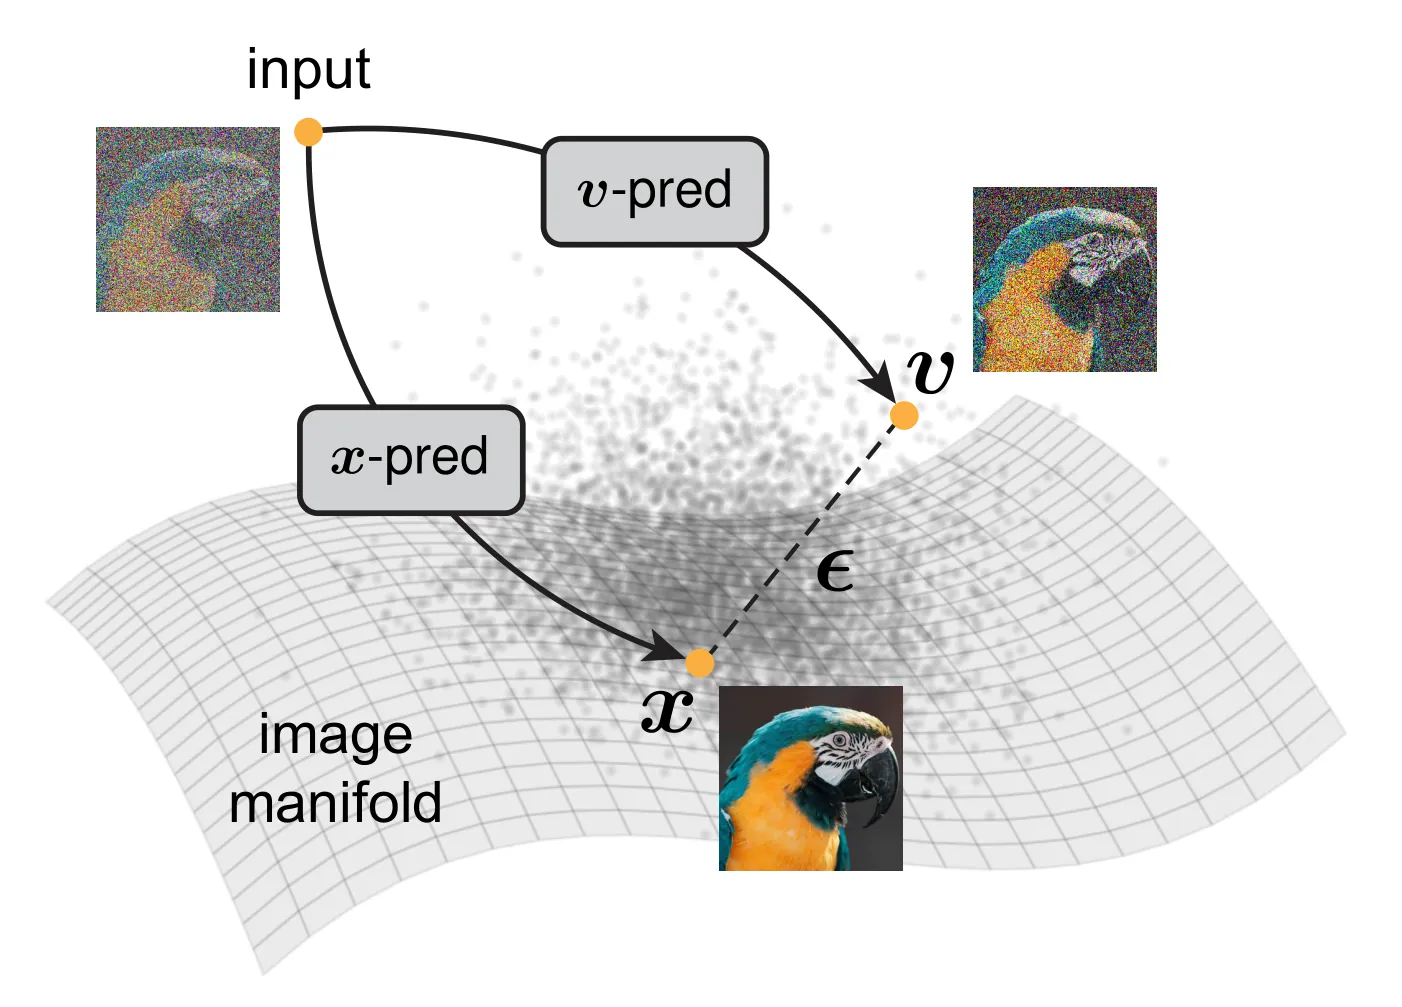 input
v-pred
v
x-pred
ϵ
x
image
manifold